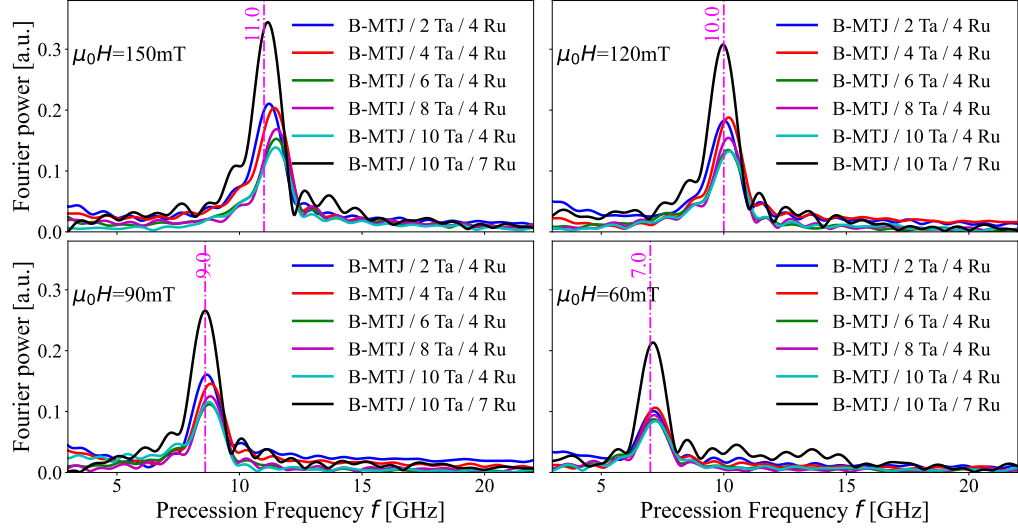 11.0
μ₀H=150mT
B-MTJ / 2 Ta / 4 Ru
B-MTJ / 4 Ta / 4 Ru
B-MTJ / 6 Ta / 4 Ru
B-MTJ / 8 Ta / 4 Ru
B-MTJ / 10 Ta / 4 Ru
B-MTJ / 10 Ta / 7 Ru
Fourier power [a.u.]
0.3
0.2
0.1
0.0
10.0
μ₀H=120mT
B-MTJ / 2 Ta / 4 Ru
B-MTJ / 4 Ta / 4 Ru
B-MTJ / 6 Ta / 4 Ru
B-MTJ / 8 Ta / 4 Ru
B-MTJ / 10 Ta / 4 Ru
B-MTJ / 10 Ta / 7 Ru
9.0
μ₀H=90mT
B-MTJ / 2 Ta / 4 Ru
B-MTJ / 4 Ta / 4 Ru
B-MTJ / 6 Ta / 4 Ru
B-MTJ / 8 Ta / 4 Ru
B-MTJ / 10 Ta / 4 Ru
B-MTJ / 10 Ta / 7 Ru
Fourier power [a.u.]
0.3
0.2
0.1
0.0
5 10 15 20
Precession Frequency f [GHz]
7.0
μ₀H=60mT
B-MTJ / 2 Ta / 4 Ru
B-MTJ / 4 Ta / 4 Ru
B-MTJ / 6 Ta / 4 Ru
B-MTJ / 8 Ta / 4 Ru
B-MTJ / 10 Ta / 4 Ru
B-MTJ / 10 Ta / 7 Ru
5 10 15 20
Precession Frequency f [GHz]